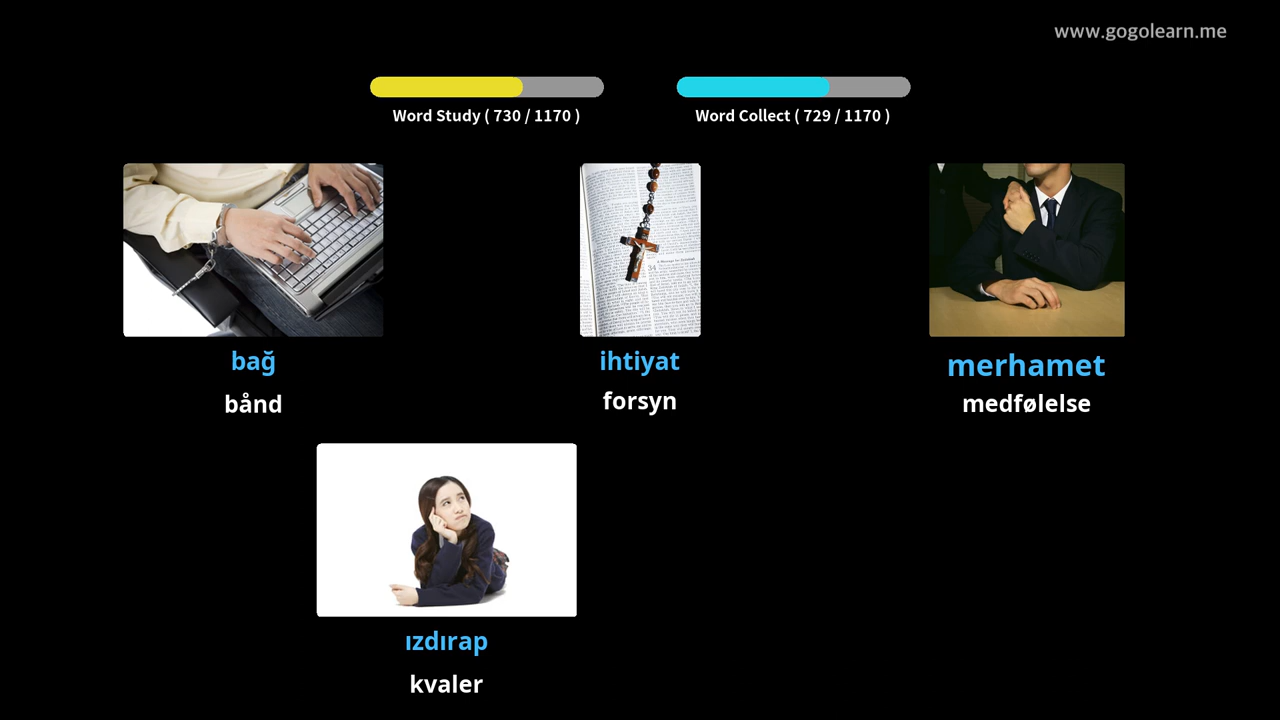 www.gogolearn.me
Word Study ( 730 / 1170 )
Word Collect ( 729 / 1170 )
bağ
bånd
ihtiyat
forsyn
merhamet
medfølelse
ızdırap
kvaler